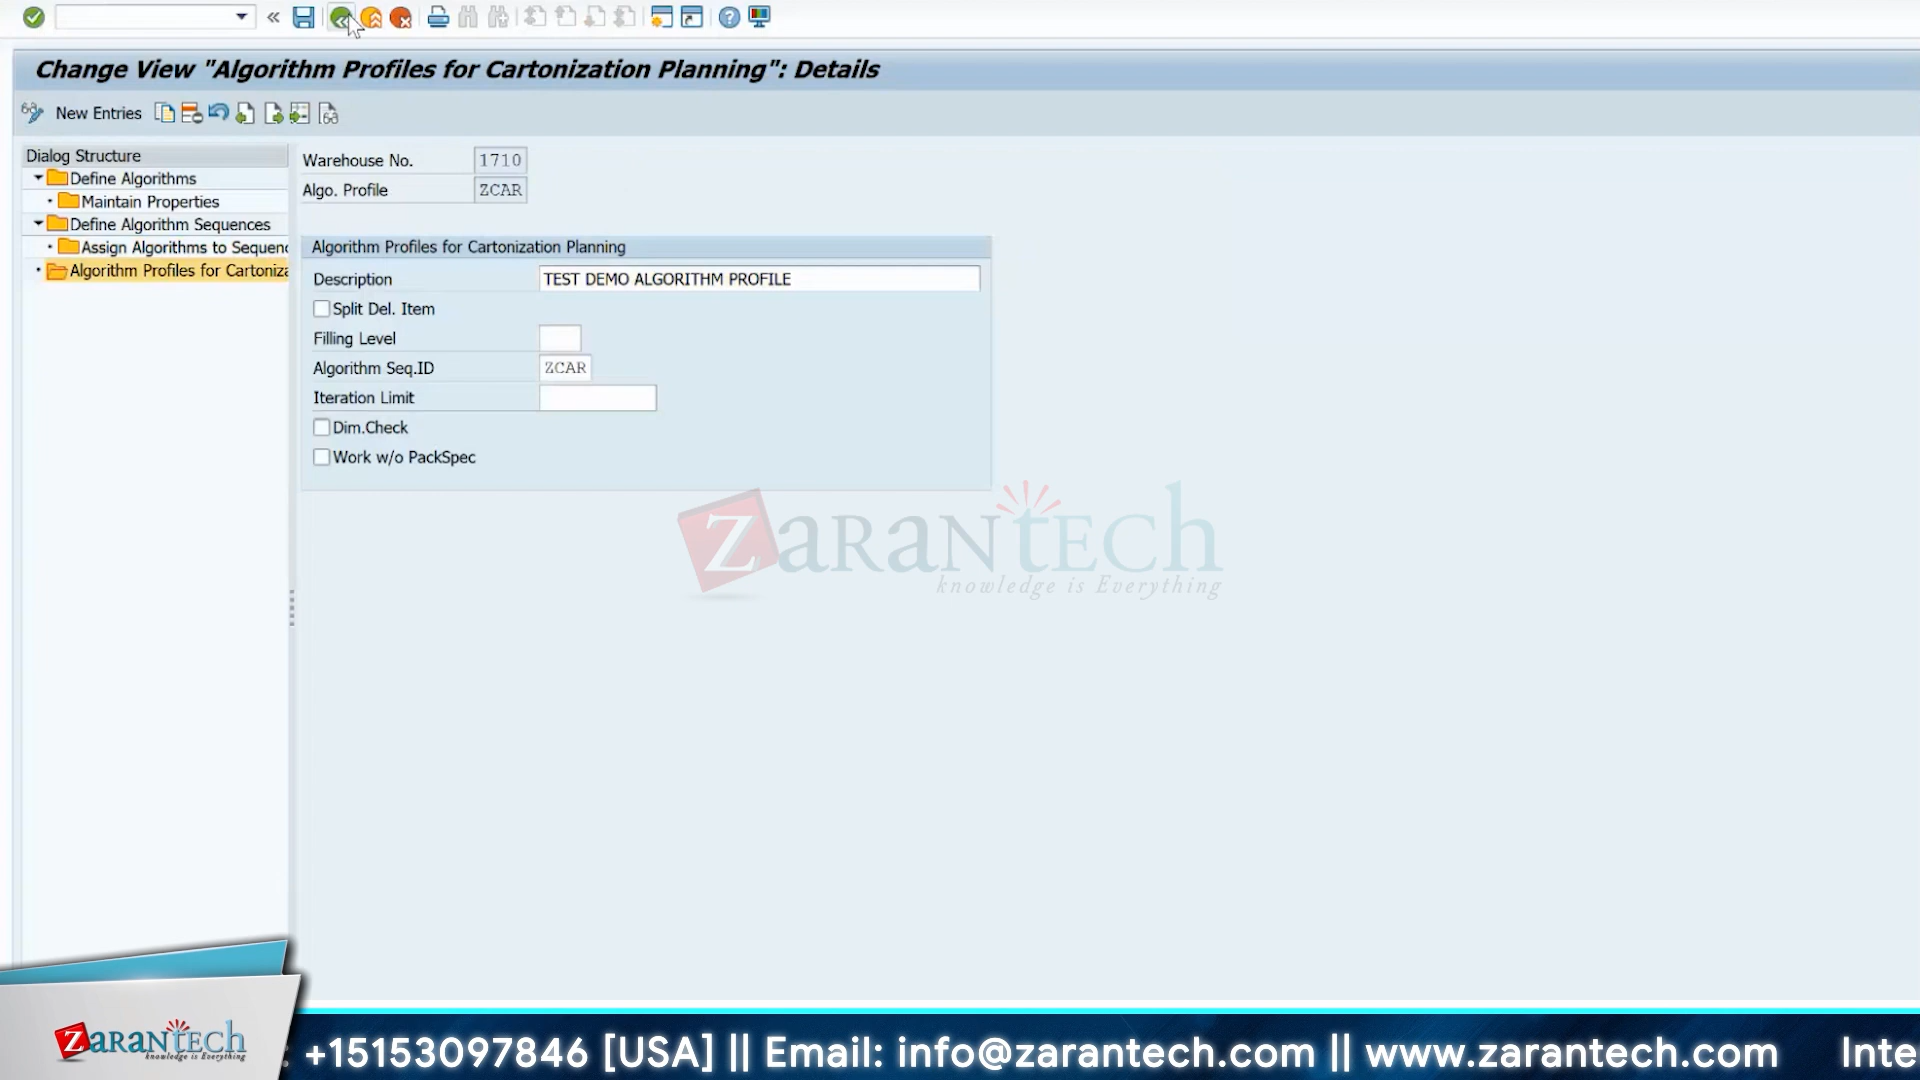 Change View "Algorithm Profiles for Cartonization Planning": Details
New Entries
Dialog Structure
Define Algorithms
Maintain Properties
Define Algorithm Sequences
Assign Algorithms to Sequenc
Algorithm Profiles for Cartoniza
Warehouse No. 1710
Algo. Profile ZCAR
Algorithm Profiles for Cartonization Planning
Description TEST DEMO ALGORITHM PROFILE
Split Del. Item
Filling Level
Algorithm Seq.ID ZCAR
Iteration Limit
Dim.Check
Work w/o PackSpec
ZaranTech
knowledge is Everything
ZaranTech
knowledge is Everything
+15153097846 [USA] || Email: info@zarantech.com || www.zarantech.com Inte